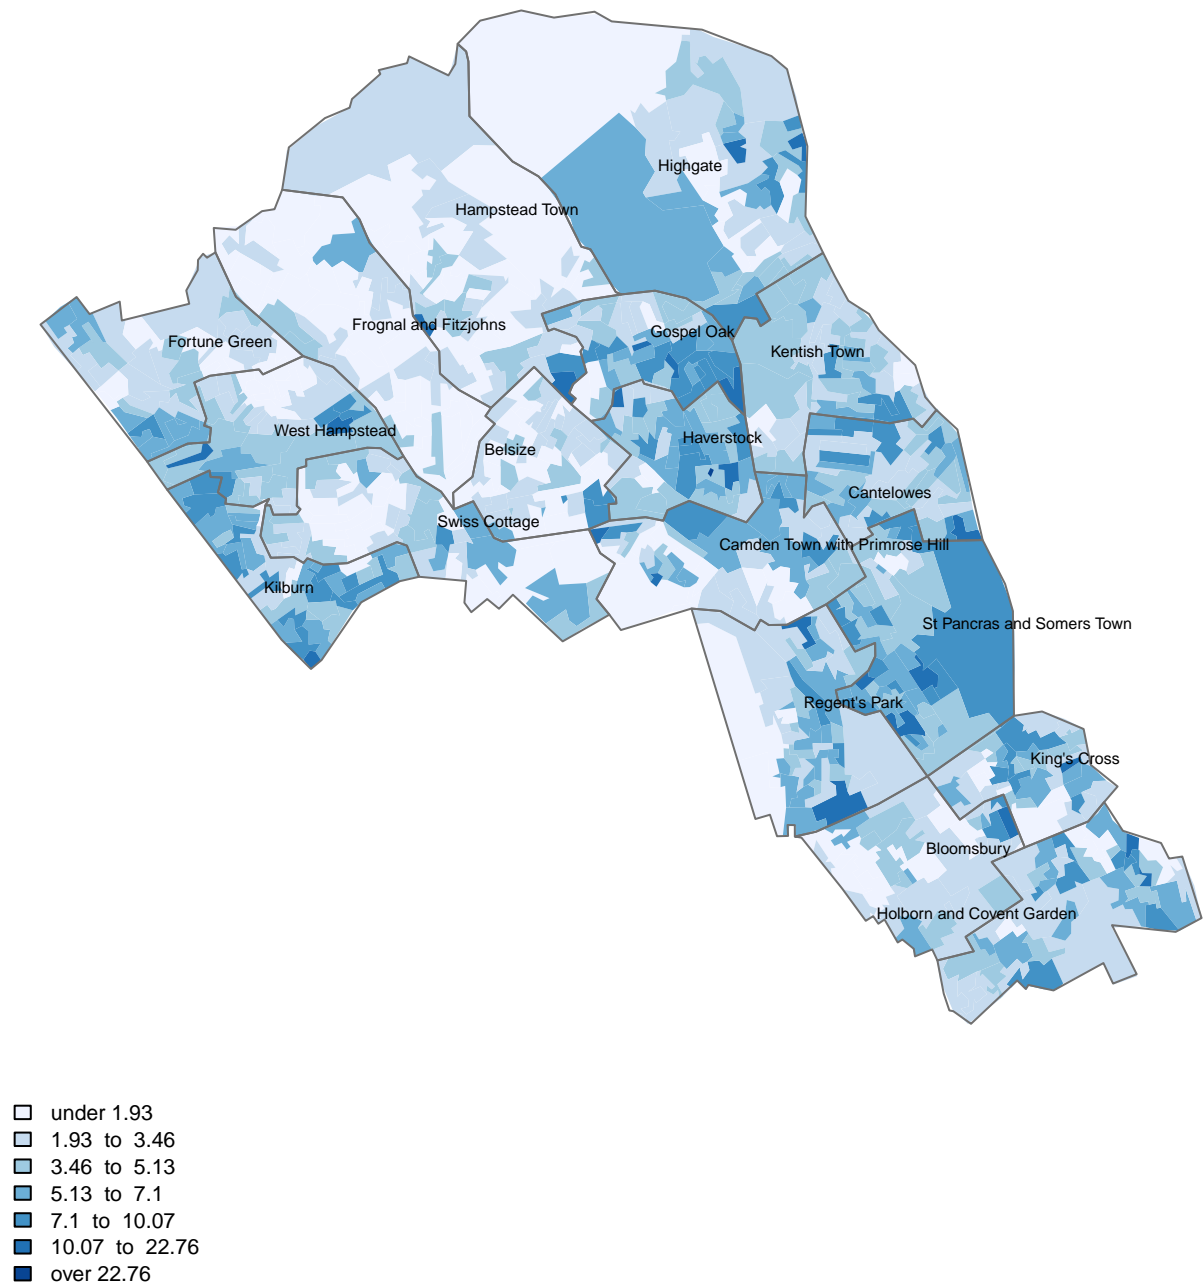 Highgate
Hampstead Town
Frognal and Fitzjohns
Gospel Oak
Fortune Green
Kentish Town
West Hampstead
Haverstock
Belsize
Cantelowes
Swiss Cottage
Camden Town with Primrose Hill
Kilburn
St Pancras and Somers Town
Regent's Park
King's Cross
Bloomsbury
Holborn and Covent Garden
under 1.93
1.93 to 3.46
3.46 to 5.13
5.13 to 7.1
7.1 to 10.07
10.07 to 22.76
over 22.76